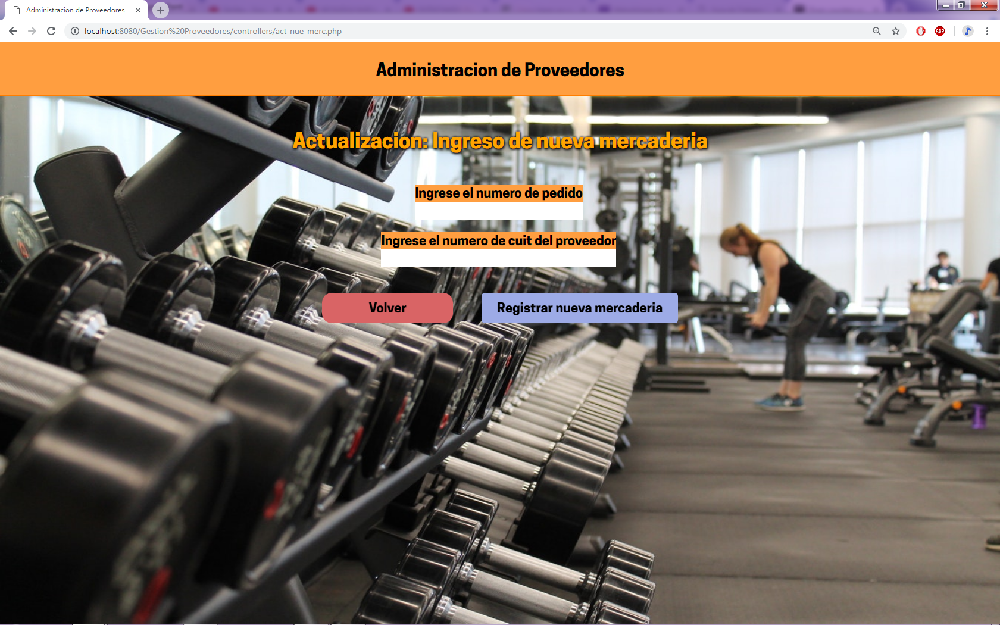 Administracion de Proveedores
localhost:8080/Gestion%20Proveedores/controllers/act_nue_merc.php
ABP
Administracion de Proveedores
Actualizacion: Ingreso de nueva mercaderia
Ingrese el numero de pedido
Ingrese el numero de cuit del proveedor
Volver
Registrar nueva mercaderia